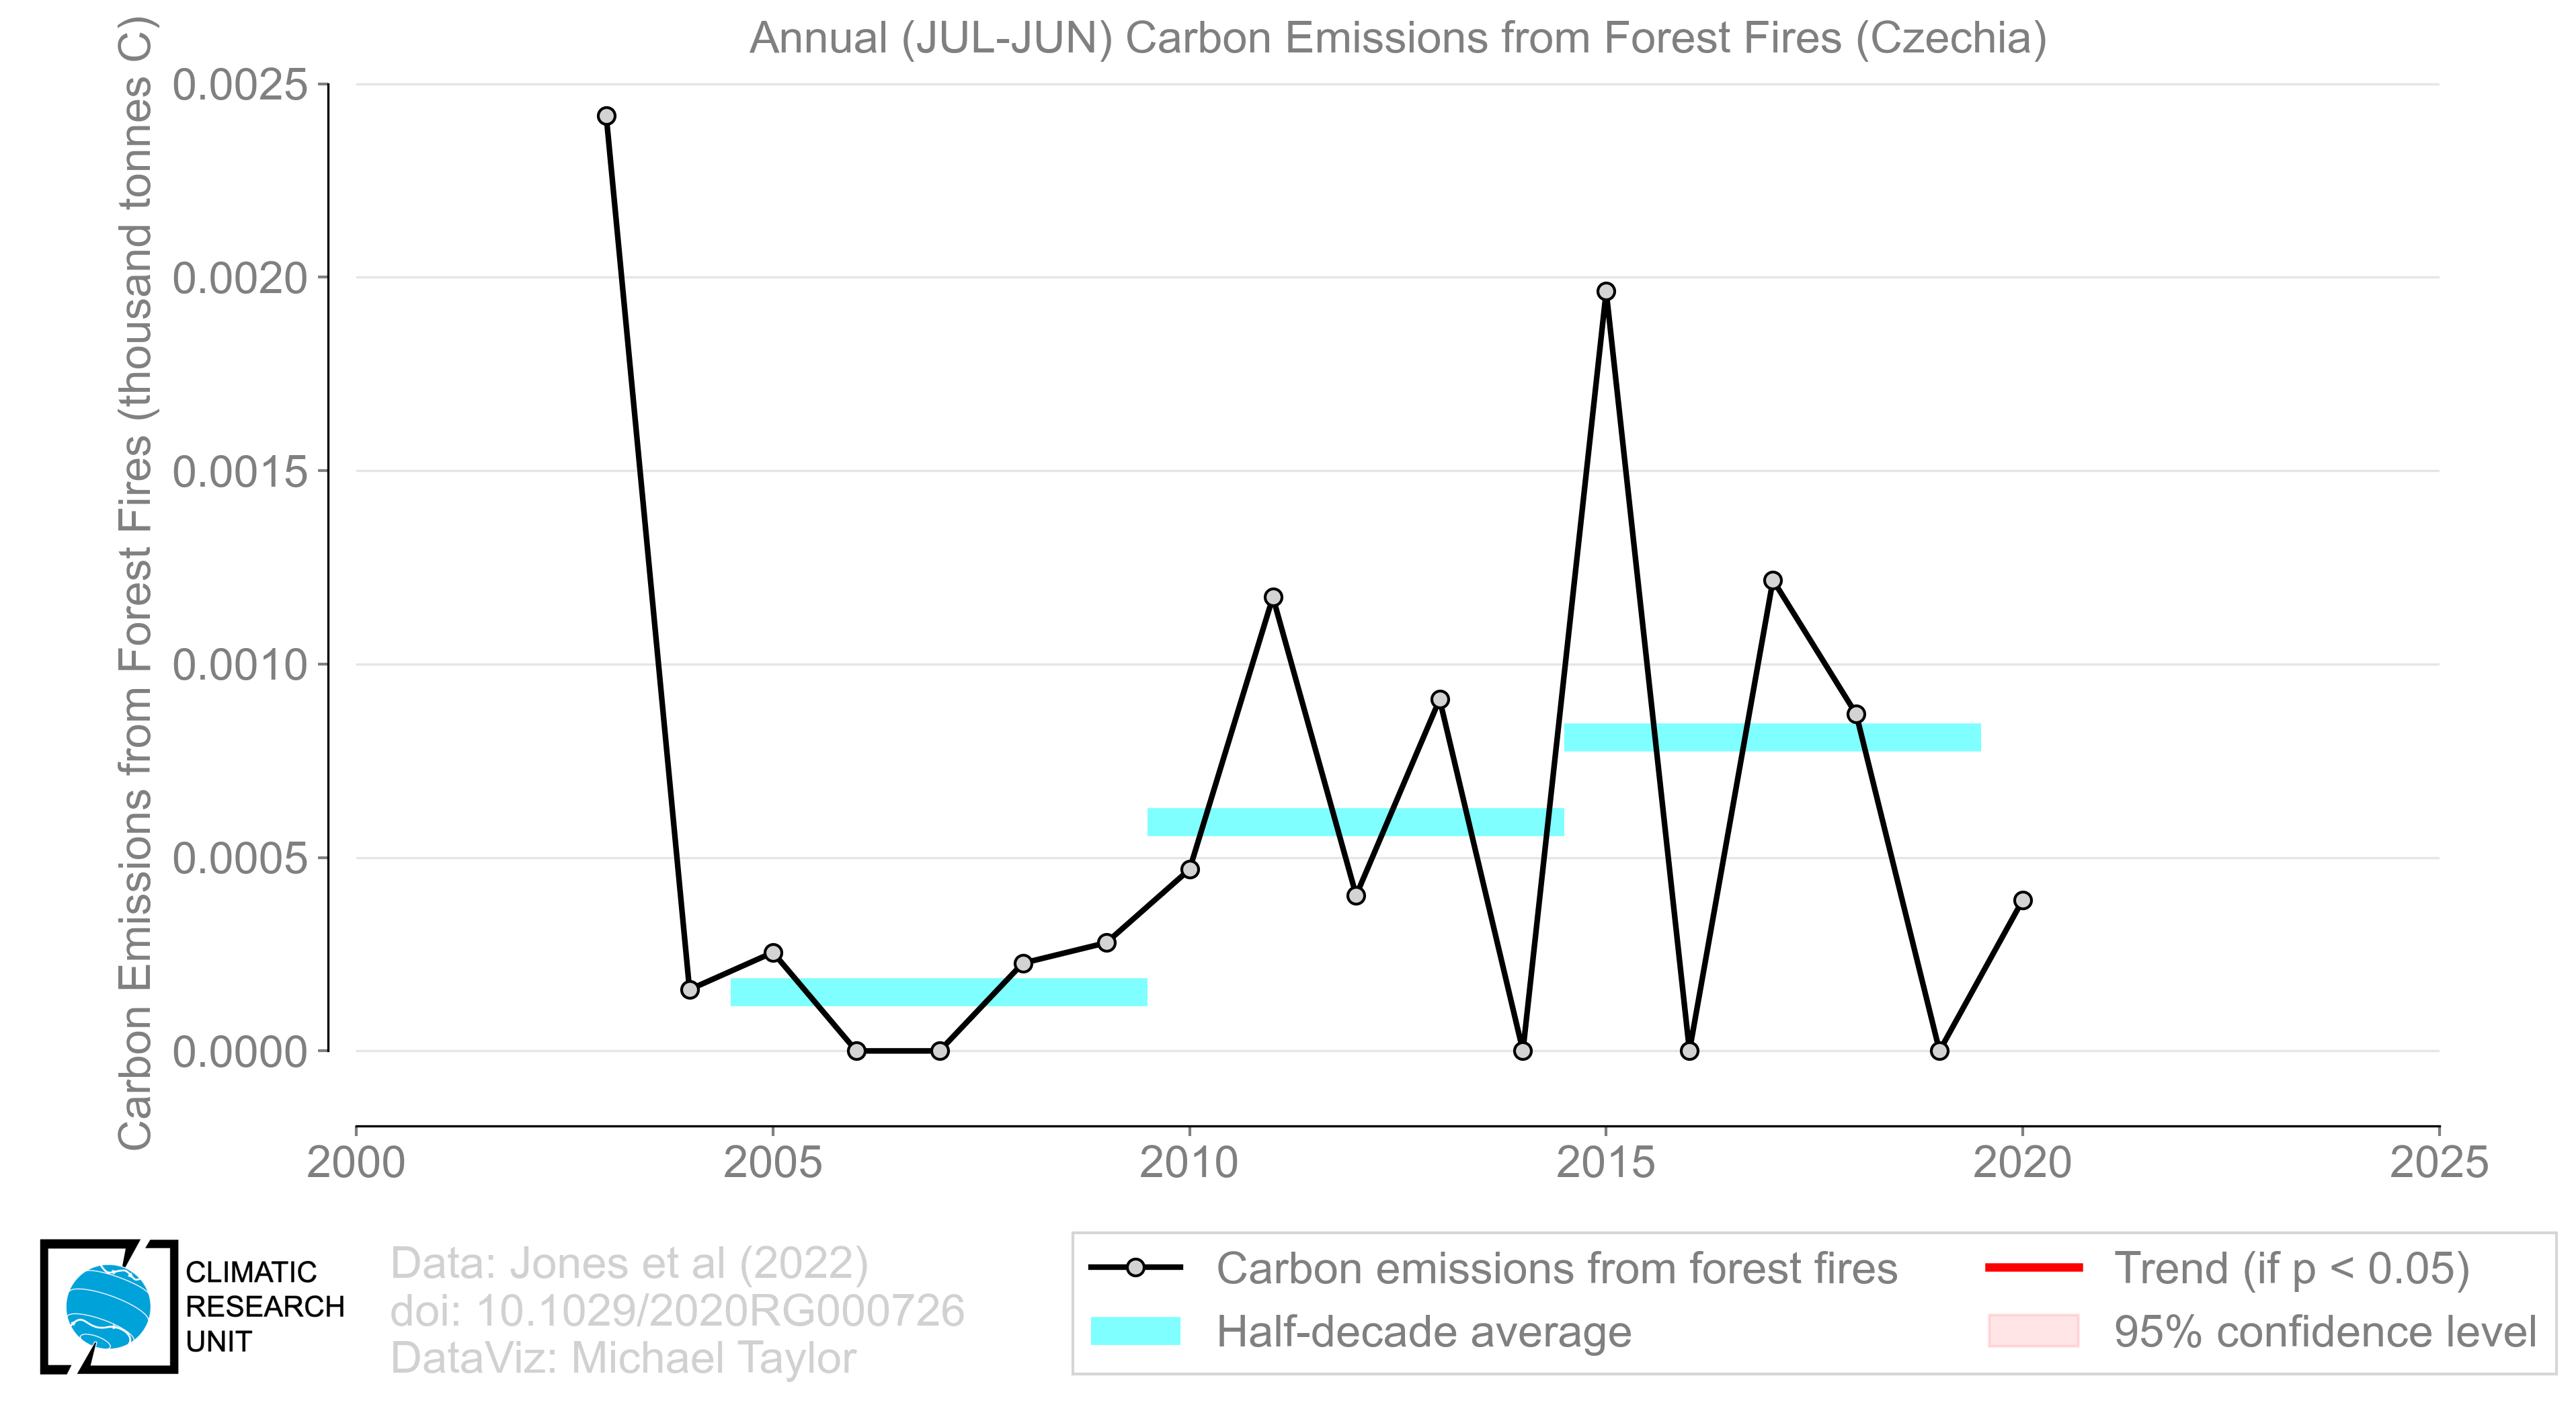 Annual (JUL-JUN) Carbon Emissions from Forest Fires (Czechia)
Carbon Emissions from Forest Fires (thousand tonnes C)
0.0025
0.0020
0.0015
0.0010
0.0005
0.0000
2000 2005 2010 2015 2020 2025
CLIMATIC
RESEARCH
UNIT
Data: Jones et al (2022)
doi: 10.1029/2020RG000726
DataViz: Michael Taylor
Carbon emissions from forest fires
Half-decade average
Trend (if p < 0.05)
95% confidence level